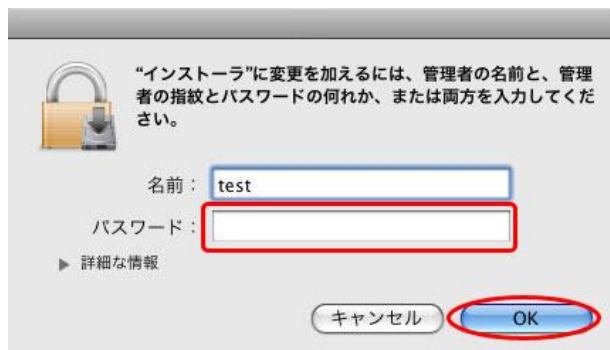 “インストーラ”に変更を加えるには、管理者の名前と、管理
者の指紋とパスワードの何れか、または両方を入力してくだ
さい。
名前： test
パスワード：
▶ 詳細な情報
キャンセル OK